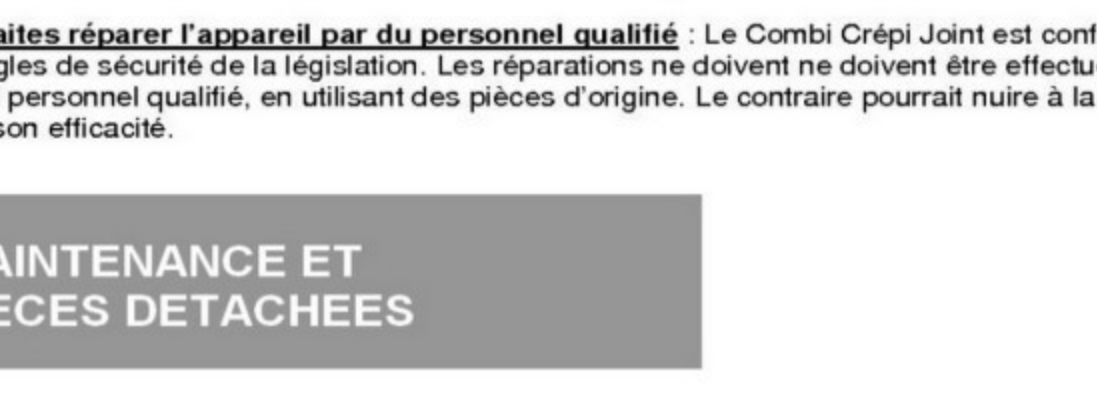 aites réparer l'appareil par du personnel qualifié : Le Combi Crépi Joint est conf
gles de sécurité de la législation. Les réparations ne doivent ne doivent être effectu
personnel qualifié, en utilisant des pièces d'origine. Le contraire pourrait nuire à la
son efficacité.
AINTENANCE ET
ECES DETACHEES